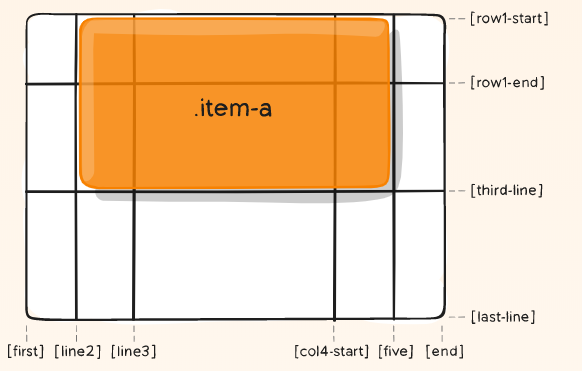 [row1-start]
[row1-end]
.item-a
[third-line]
[last-line]
[first] [line2] [line3] [col4-start] [five] [end]